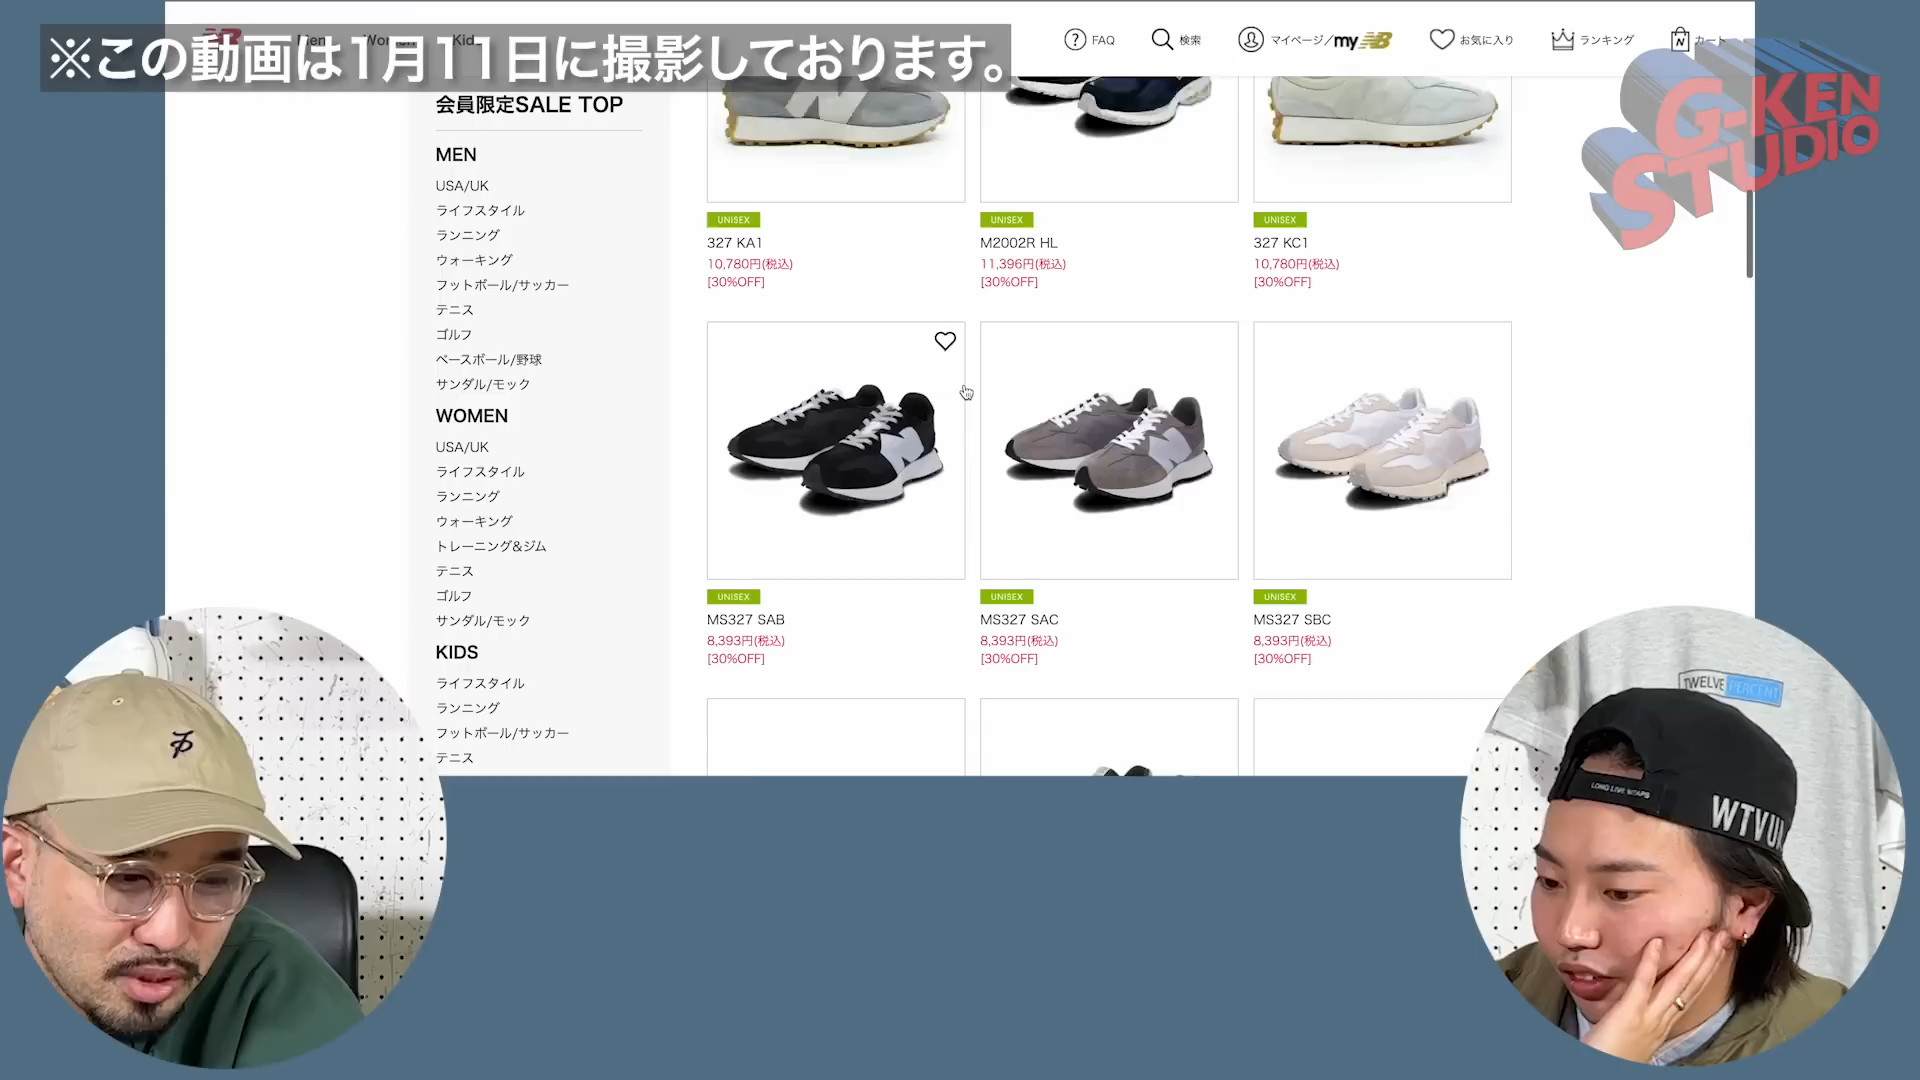 ※この動画は1月11日に撮影しております。
FAQ
検索
マイページ/my NB
お気に入り
ランキング
カート
G-KEN
STUDIO
会員限定SALE TOP
MEN
USA/UK
ライフスタイル
ランニング
ウォーキング
フットボール/サッカー
テニス
ゴルフ
ベースボール/野球
サンダル/モック
WOMEN
USA/UK
ライフスタイル
ランニング
ウォーキング
トレーニング&ジム
テニス
ゴルフ
サンダル/モック
KIDS
ライフスタイル
ランニング
フットボール/サッカー
テニス
UNISEX
327 KA1
10,780円(税込)
[30%OFF]
UNISEX
M2002R HL
11,396円(税込)
[30%OFF]
UNISEX
327 KC1
10,780円(税込)
[30%OFF]
UNISEX
MS327 SAB
8,393円(税込)
[30%OFF]
UNISEX
MS327 SAC
8,393円(税込)
[30%OFF]
UNISEX
MS327 SBC
8,393円(税込)
[30%OFF]
TWELVE PERCENT
LONG LIVE WTAPS
WTVUA